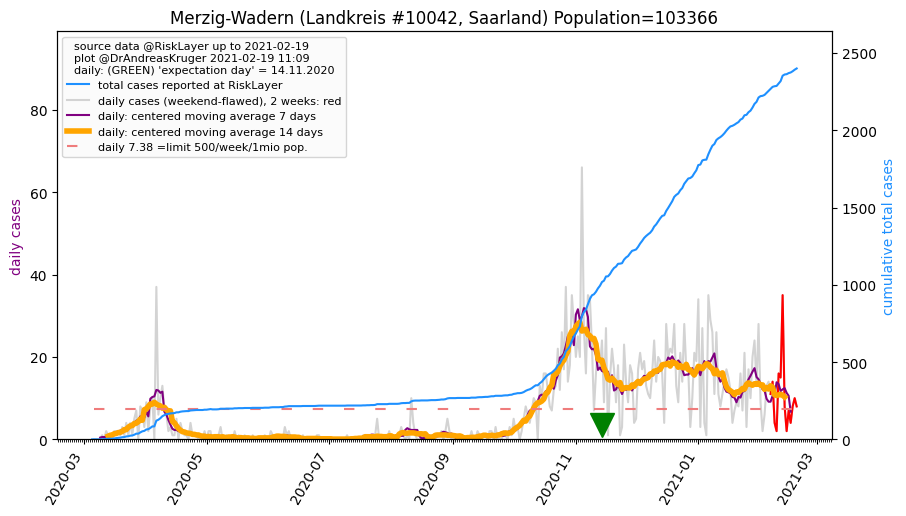 Merzig-Wadern (Landkreis #10042, Saarland) Population=103366
source data @RiskLayer up to 2021-02-19
plot @DrAndreasKruger 2021-02-19 11:09
daily: (GREEN) 'expectation day' = 14.11.2020
total cases reported at RiskLayer
daily cases (weekend-flawed), 2 weeks: red
daily: centered moving average 7 days
daily: centered moving average 14 days
daily 7.38 =limit 500/week/1mio pop.
daily cases
0
20
40
60
80
cumulative total cases
0
500
1000
1500
2000
2500
2020-03
2020-05
2020-07
2020-09
2020-11
2021-01
2021-03